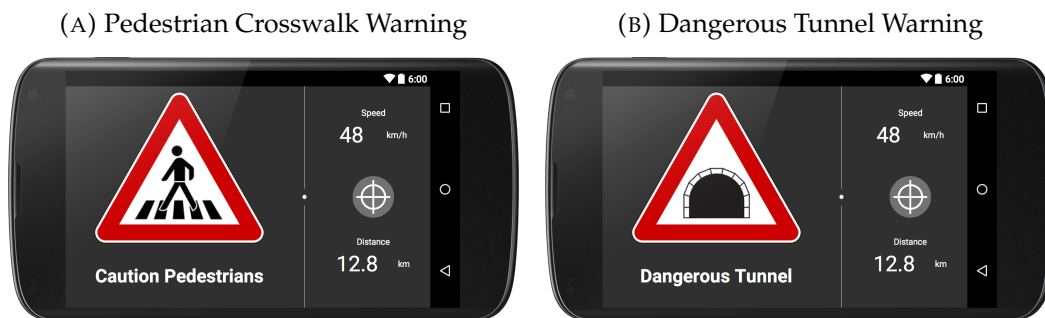 (A) Pedestrian Crosswalk Warning
6:00
Speed
48 km/h
Distance
12.8 km
Caution Pedestrians
(B) Dangerous Tunnel Warning
6:00
Speed
48 km/h
Distance
12.8 km
Dangerous Tunnel